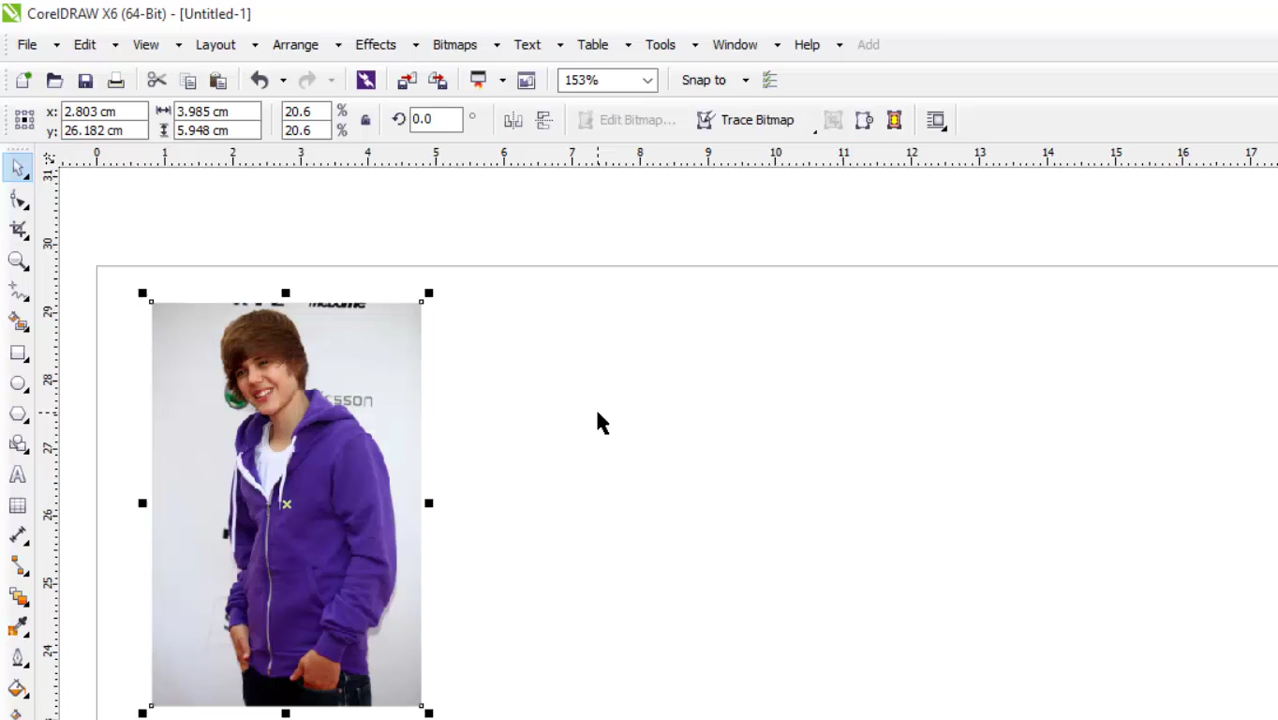 CorelDRAW X6 (64-Bit) - [Untitled-1]
File Edit View Layout Arrange Effects Bitmaps Text Table Tools Window Help Add
153% Snap to
x: 2.803 cm 3.985 cm 20.6 %
y: 26.182 cm 5.948 cm 20.6 %
0.0 ° Edit Bitmap... Trace Bitmap
0 1 2 3 4 5 6 7 8 9 10 11 12 13 14 15 16 17
31
30
29
28
27
26
25
24
csson